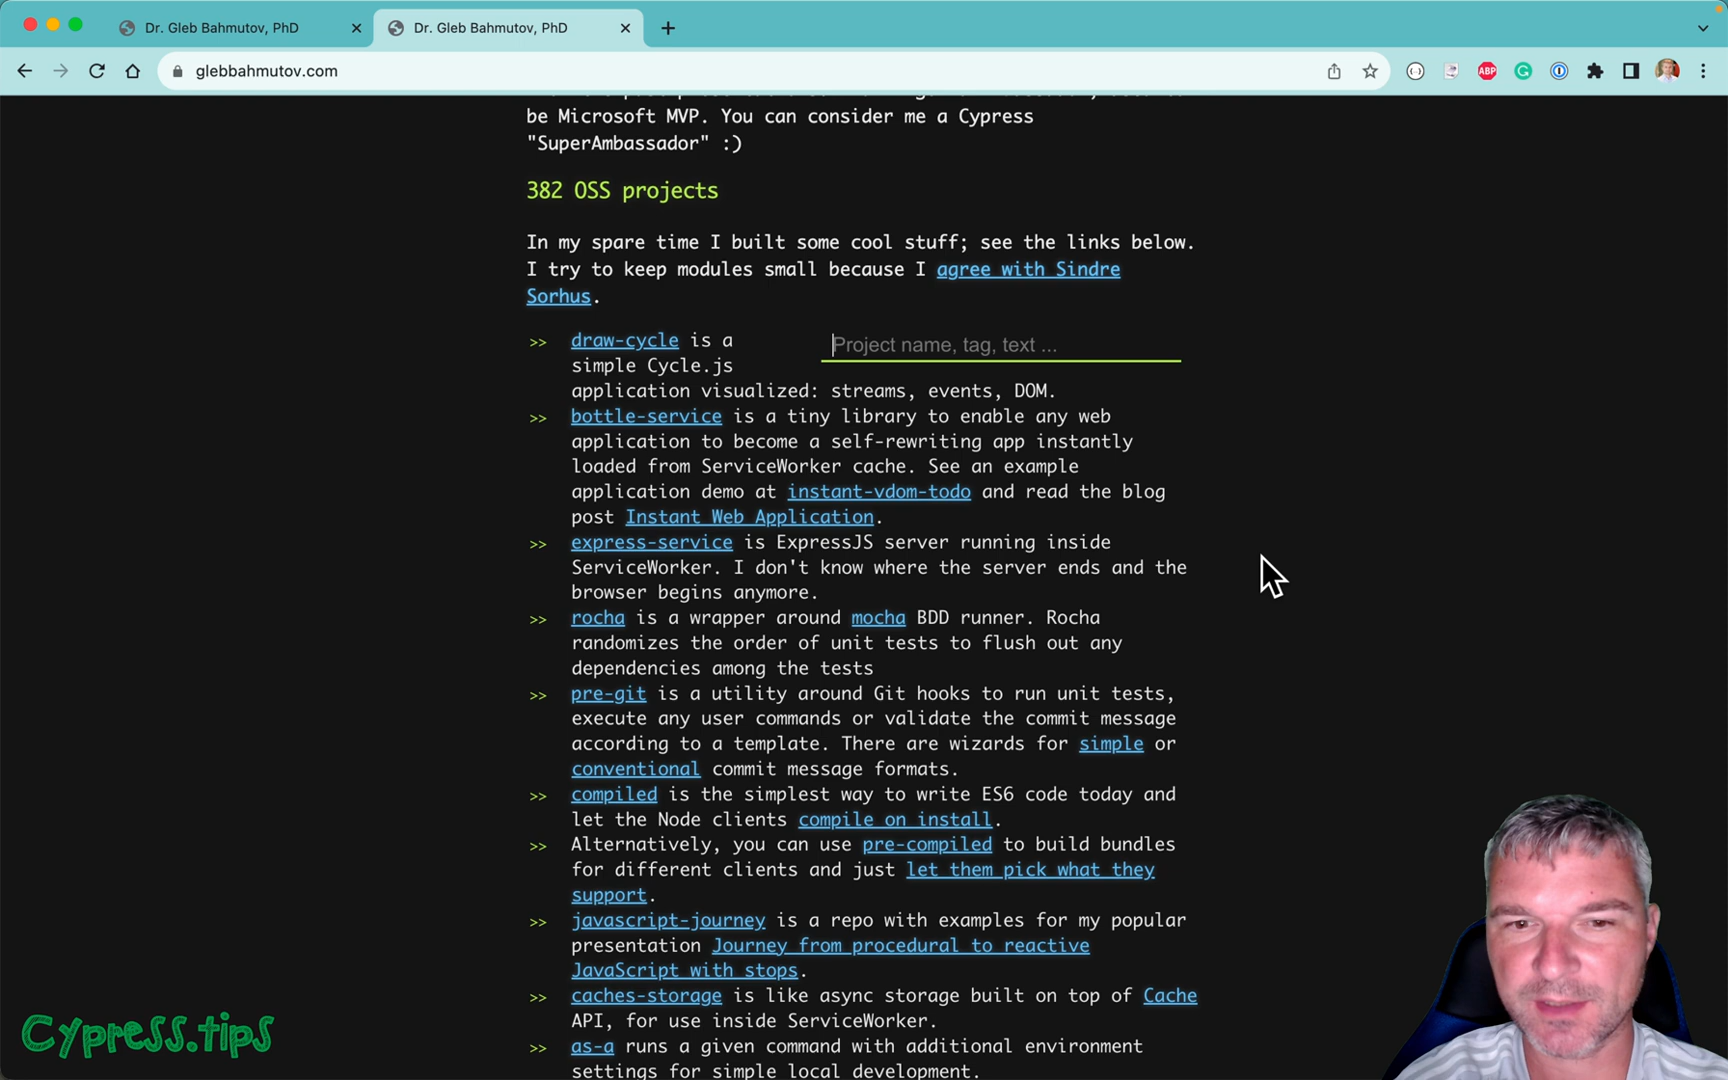 Dr. Gleb Bahmutov, PhD
Dr. Gleb Bahmutov, PhD
glebbahmutov.com
ABP
be Microsoft MVP. You can consider me a Cypress
"SuperAmbassador" :)
382 OSS projects
In my spare time I built some cool stuff; see the links below.
I try to keep modules small because I agree with Sindre
Sorhus.
>> draw-cycle is a
Project name, tag, text ...
simple Cycle.js
application visualized: streams, events, DOM.
>> bottle-service is a tiny library to enable any web
application to become a self-rewriting app instantly
loaded from ServiceWorker cache. See an example
application demo at instant-vdom-todo and read the blog
post Instant Web Application.
>> express-service is ExpressJS server running inside
ServiceWorker. I don't know where the server ends and the
browser begins anymore.
>> rocha is a wrapper around mocha BDD runner. Rocha
randomizes the order of unit tests to flush out any
dependencies among the tests
>> pre-git is a utility around Git hooks to run unit tests,
execute any user commands or validate the commit message
according to a template. There are wizards for simple or
conventional commit message formats.
>> compiled is the simplest way to write ES6 code today and
let the Node clients compile on install.
>> Alternatively, you can use pre-compiled to build bundles
for different clients and just let them pick what they
support.
>> javascript-journey is a repo with examples for my popular
presentation Journey from procedural to reactive
JavaScript with stops.
>> caches-storage is like async storage built on top of Cache
API, for use inside ServiceWorker.
>> as-a runs a given command with additional environment
settings for simple local development.
Cypress.tips